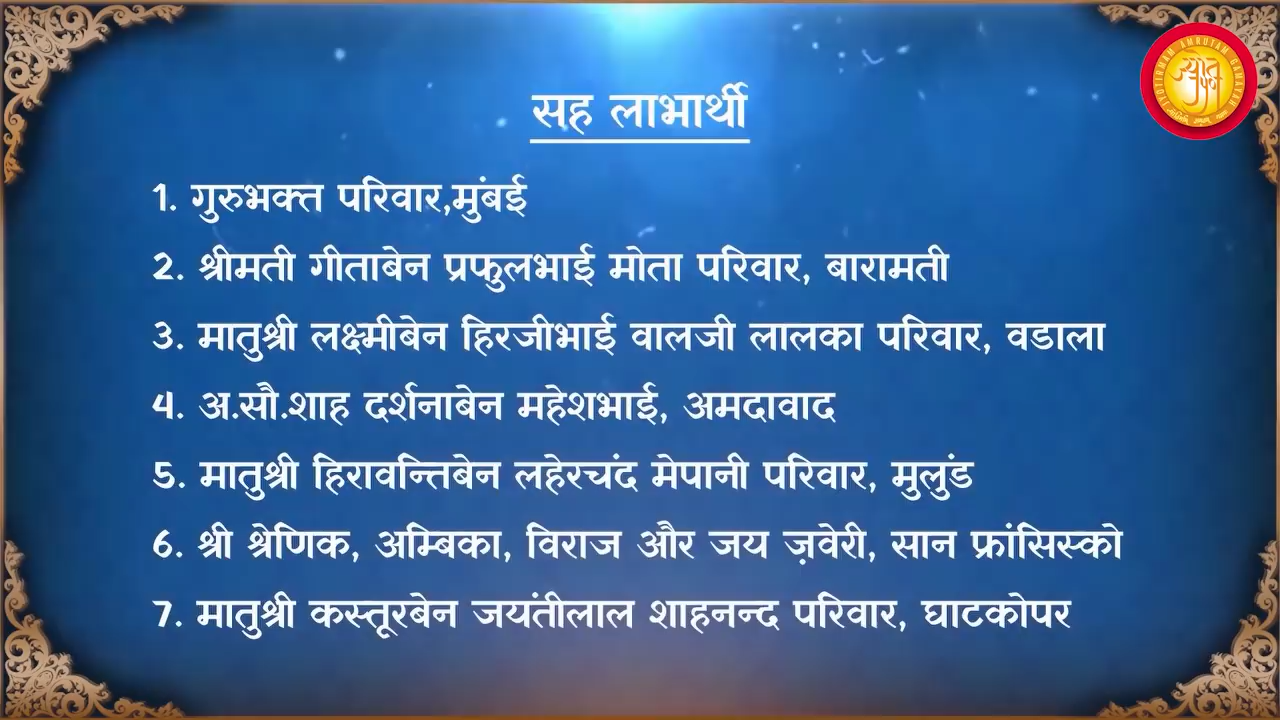 सह लाभार्थी
1. गुरुभक्त परिवार,मुंबई
2. श्रीमती गीताबेन प्रफुलभाई मोता परिवार, बारामती
3. मातुश्री लक्ष्मीबेन हिरजीभाई वालजी लालका परिवार, वडाला
4. अ.सौ.शाह दर्शनाबेन महेशभाई, अमदावाद
5. मातुश्री हिरावन्तिबेन लहेरचंद मेपानी परिवार, मुलुंड
6. श्री श्रेणिक, अम्बिका, विराज और जय ज़वेरी, सान फ्रांसिस्को
7. मातुश्री कस्तूरबेन जयंतीलाल शाहनन्द परिवार, घाटकोपर